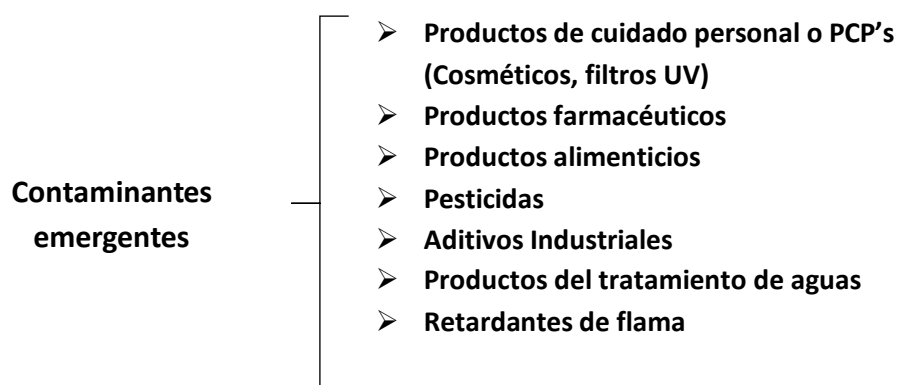 Contaminantes
emergentes
➢ Productos de cuidado personal o PCP’s
(Cosméticos, filtros UV)
➢ Productos farmacéuticos
➢ Productos alimenticios
➢ Pesticidas
➢ Aditivos Industriales
➢ Productos del tratamiento de aguas
➢ Retardantes de flama